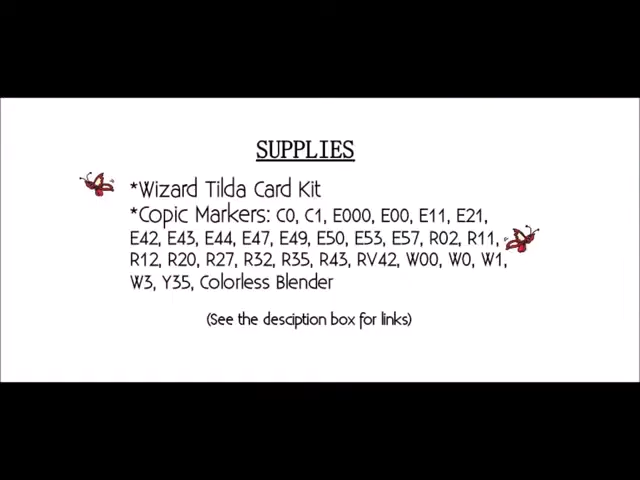 SUPPLIES
*Wizard Tilda Card Kit
*Copic Markers: C0, C1, E000, E00, E11, E21,
E42, E43, E44, E47, E49, E50, E53, E57, R02, R11,
R12, R20, R27, R32, R35, R43, RV42, W00, W0, W1,
W3, Y35, Colorless Blender
(See the desciption box for links)